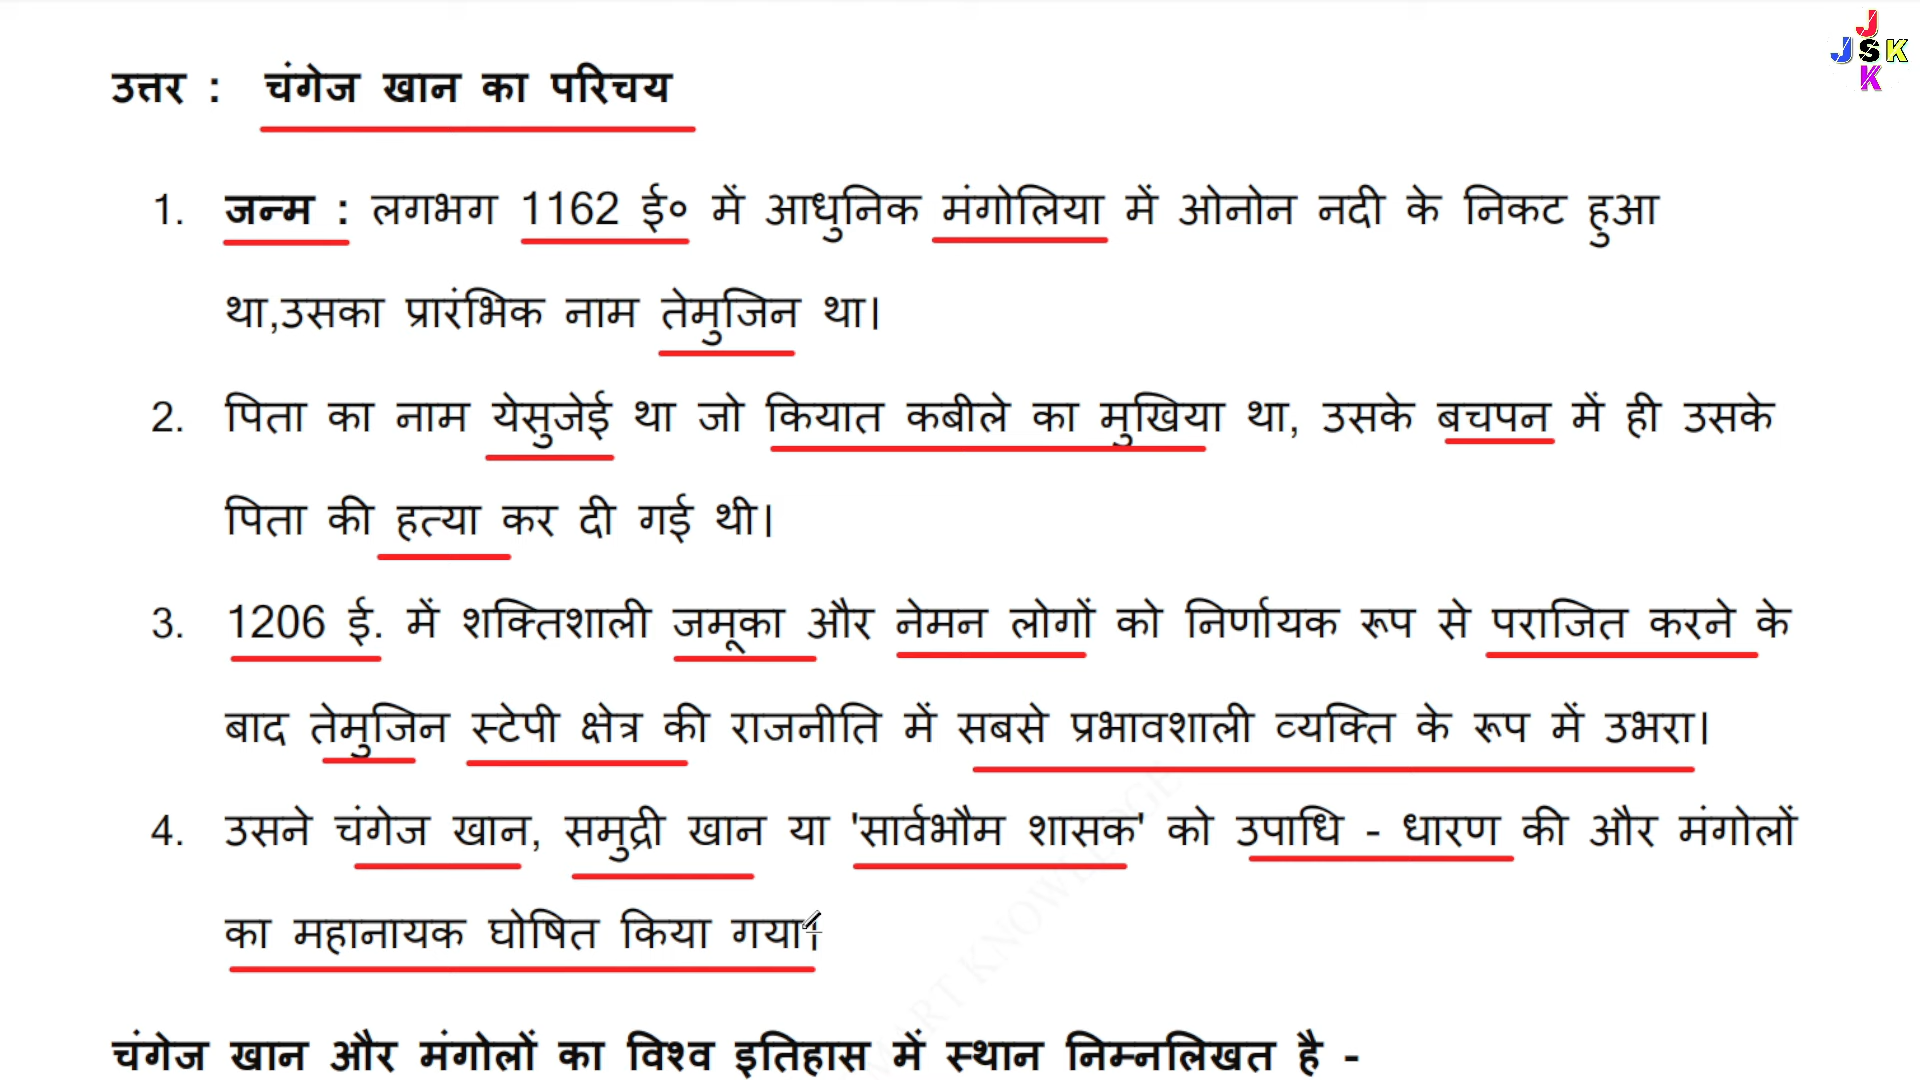 उत्तर : चंगेज खान का परिचय
1. जन्म : लगभग 1162 ई० में आधुनिक मंगोलिया में ओनोन नदी के निकट हुआ
था,उसका प्रारंभिक नाम तेमुजिन था।
2. पिता का नाम येसुजेई था जो कियात कबीले का मुखिया था, उसके बचपन में ही उसके
पिता की हत्या कर दी गई थी।
3. 1206 ई. में शक्तिशाली जमूका और नेमन लोगों को निर्णायक रूप से पराजित करने के
बाद तेमुजिन स्टेपी क्षेत्र की राजनीति में सबसे प्रभावशाली व्यक्ति के रूप में उभरा।
4. उसने चंगेज खान, समुद्री खान या 'सार्वभौम शासक' को उपाधि - धारण की और मंगोलों
का महानायक घोषित किया गया।
चंगेज खान और मंगोलों का विश्व इतिहास में स्थान निम्नलिखत है -
J
J S K
K